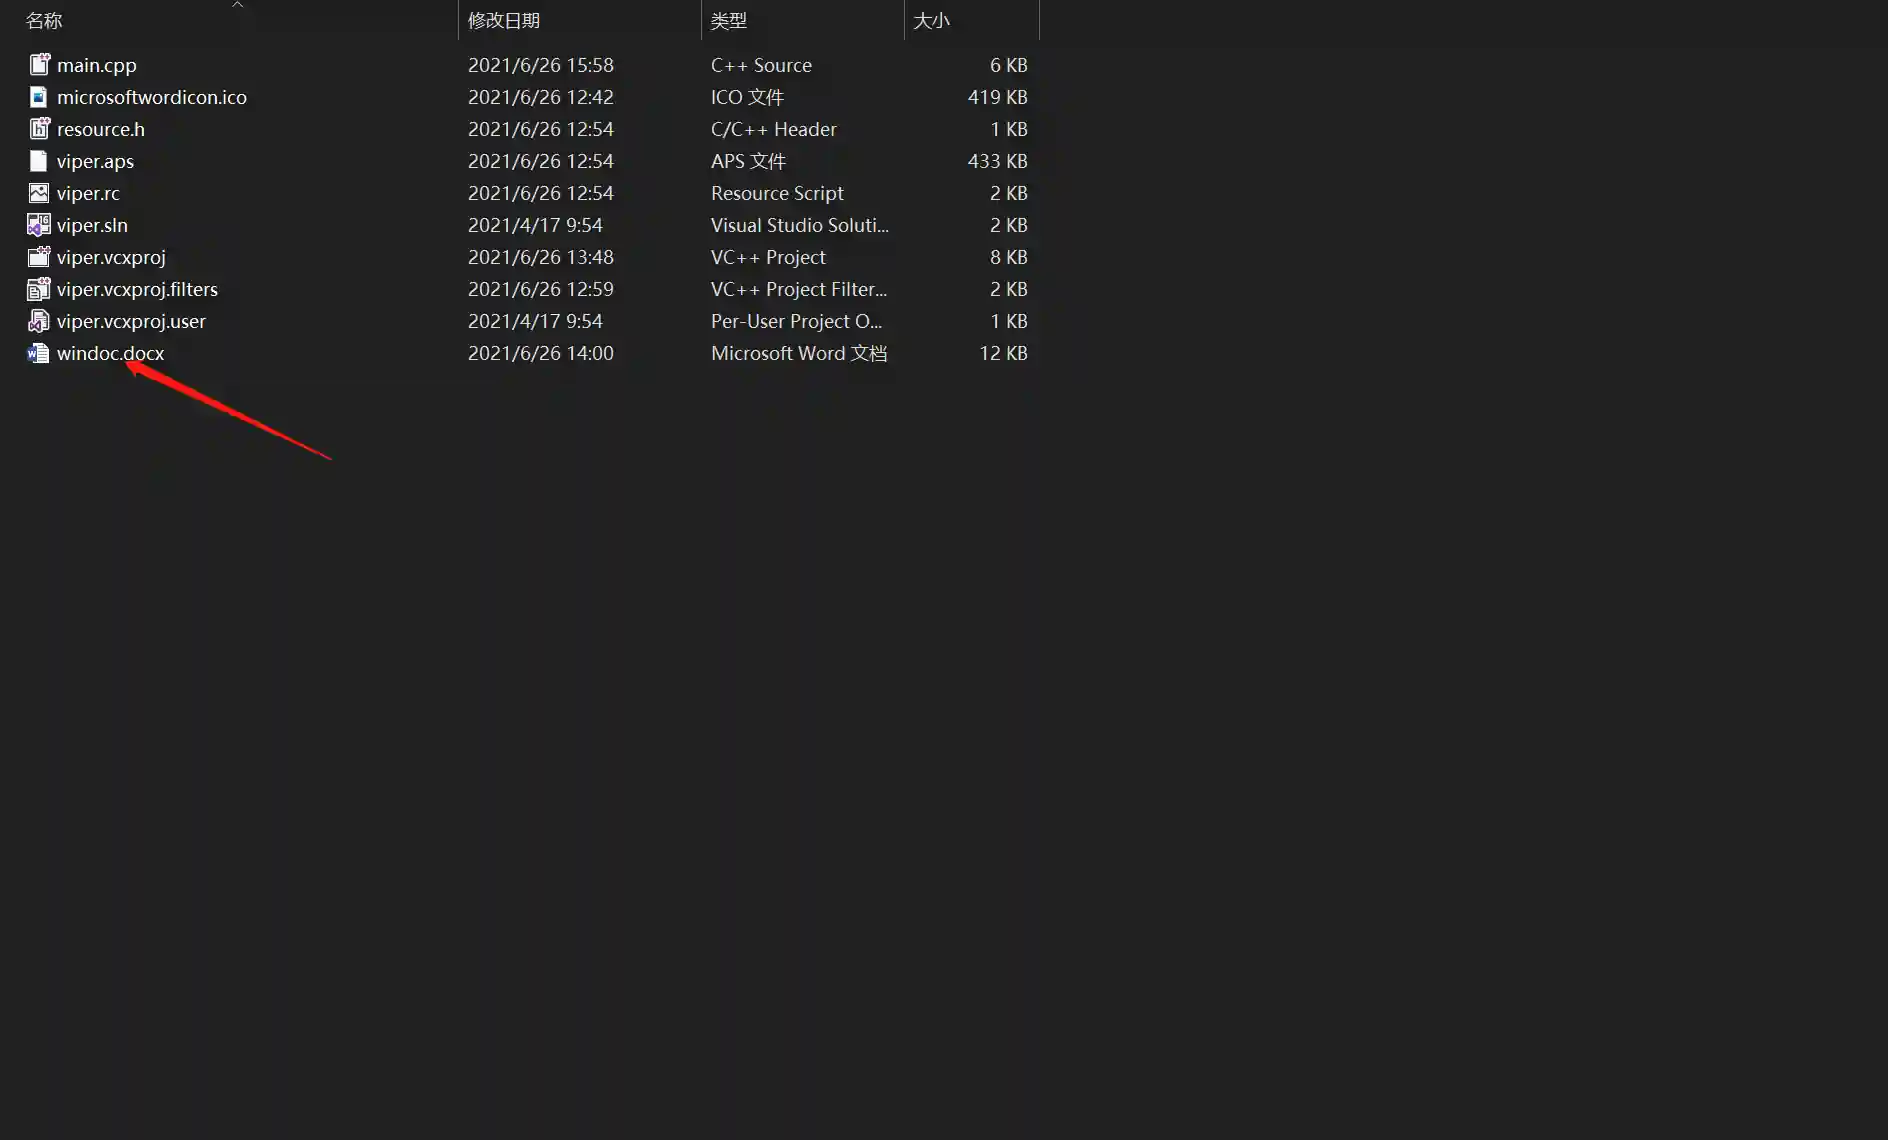 名称 修改日期 类型 大小
main.cpp 2021/6/26 15:58 C++ Source 6 KB
microsoftwordicon.ico 2021/6/26 12:42 ICO 文件 419 KB
resource.h 2021/6/26 12:54 C/C++ Header 1 KB
viper.aps 2021/6/26 12:54 APS 文件 433 KB
viper.rc 2021/6/26 12:54 Resource Script 2 KB
viper.sln 2021/4/17 9:54 Visual Studio Soluti... 2 KB
viper.vcxproj 2021/6/26 13:48 VC++ Project 8 KB
viper.vcxproj.filters 2021/6/26 12:59 VC++ Project Filter... 2 KB
viper.vcxproj.user 2021/4/17 9:54 Per-User Project O... 1 KB
windoc.docx 2021/6/26 14:00 Microsoft Word 文档 12 KB